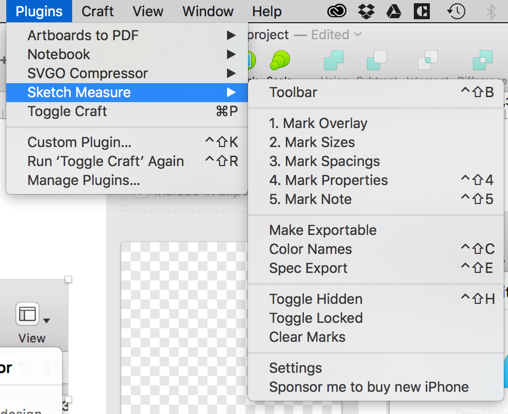 Plugins Craft View Window Help
project — Edited
Artboards to PDF
Notebook
SVGO Compressor
Sketch Measure
Toggle Craft ⌘P
Custom Plugin... ⌃⇧K
Run ‘Toggle Craft’ Again ⌃⇧R
Manage Plugins...
Toolbar ⌃⇧B
1. Mark Overlay
2. Mark Sizes
3. Mark Spacings
4. Mark Properties ⌃⇧4
5. Mark Note ⌃⇧5
Make Exportable
Color Names ⌃⇧C
Spec Export ⌃⇧E
Toggle Hidden ⌃⇧H
Toggle Locked
Clear Marks
Settings
Sponsor me to buy new iPhone
View
or
design